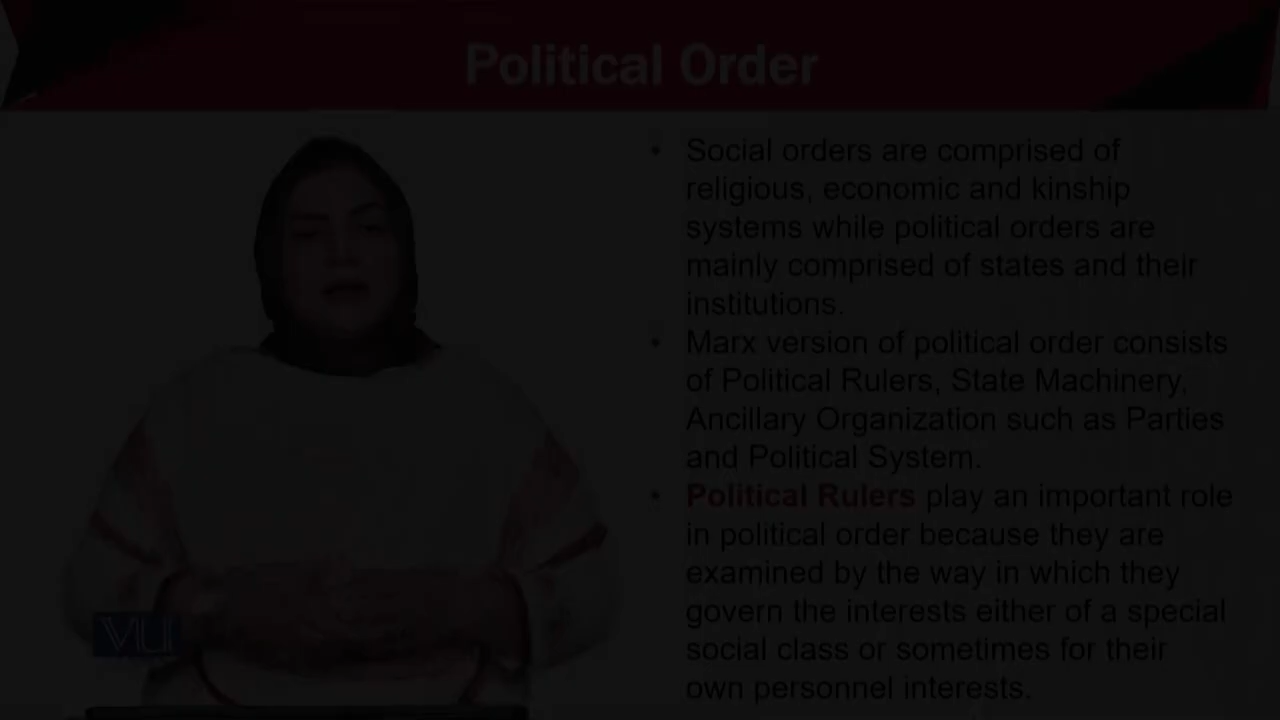 Political Order
• Social orders are comprised of
religious, economic and kinship
systems while political orders are
mainly comprised of states and their
institutions.
• Marx version of political order consists
of Political Rulers, State Machinery,
Ancillary Organization such as Parties
and Political System.
• Political Rulers play an important role
in political order because they are
examined by the way in which they
govern the interests either of a special
social class or sometimes for their
own personnel interests.
VU